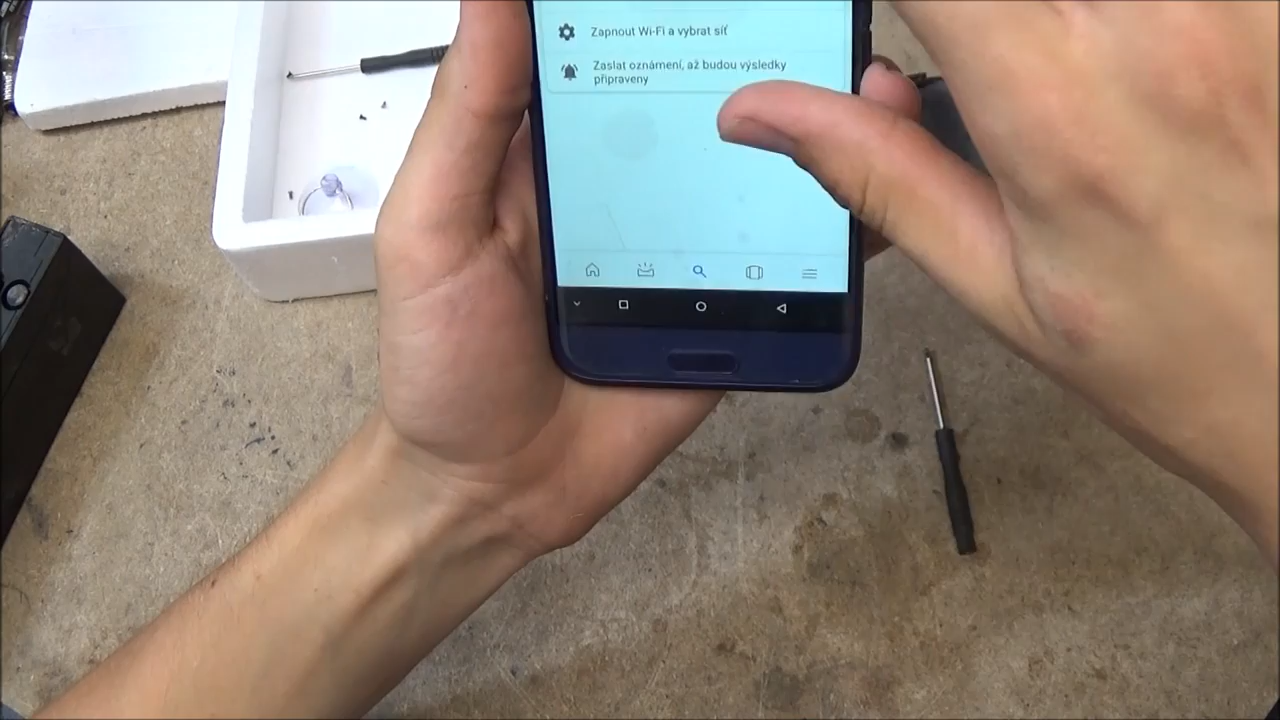 Zapnout Wi-Fi a vybrat síť
Zaslat oznámení, až budou výsledky
připraveny